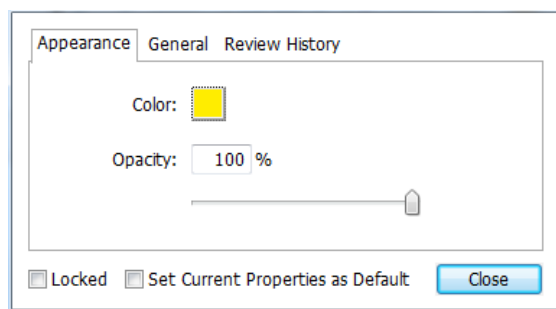 Appearance General Review History
Color:
Opacity: 100 %
Locked Set Current Properties as Default Close